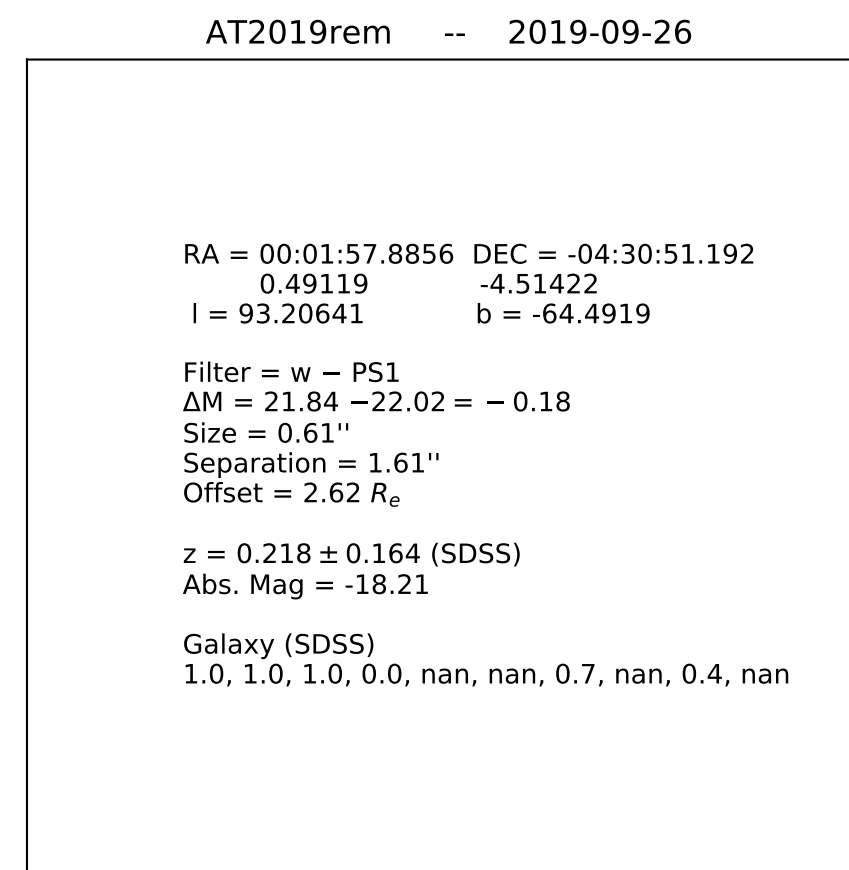 AT2019rem -- 2019-09-26
RA = 00:01:57.8856 DEC = -04:30:51.192
0.49119 -4.51422
l = 93.20641 b = -64.4919
Filter = w − PS1
ΔM = 21.84 −22.02 = − 0.18
Size = 0.61''
Separation = 1.61''
Offset = 2.62 Rₑ
z = 0.218 ± 0.164 (SDSS)
Abs. Mag = -18.21
Galaxy (SDSS)
1.0, 1.0, 1.0, 0.0, nan, nan, 0.7, nan, 0.4, nan